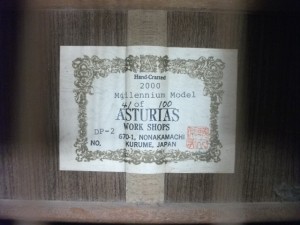 Hand-Crafted
2000
Millennium Model
41 of 100
ASTURIAS
WORK SHOPS
DP-2
NO.
670-1, NONAKAMACHI
KURUME, JAPAN